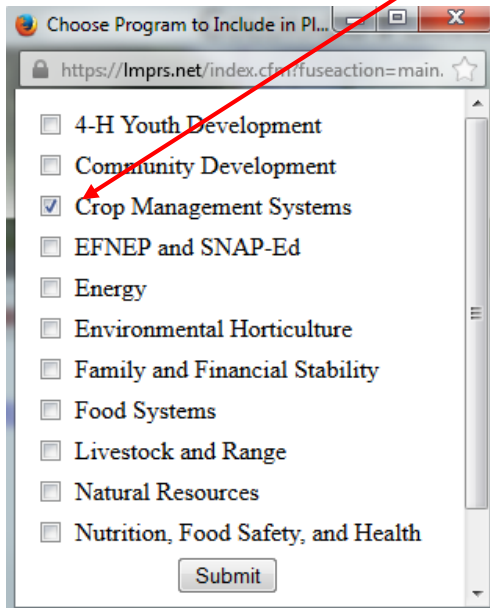 Choose Program to Include in Pl...
https://lmprs.net/index.cfm?fuseaction=main.
4-H Youth Development
Community Development
Crop Management Systems
EFNEP and SNAP-Ed
Energy
Environmental Horticulture
Family and Financial Stability
Food Systems
Livestock and Range
Natural Resources
Nutrition, Food Safety, and Health
Submit